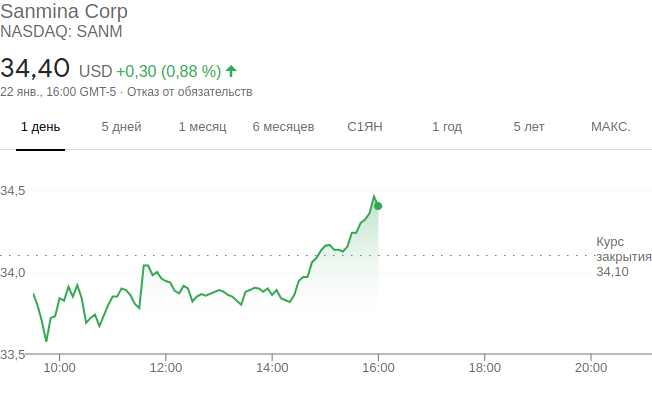 Sanmina Corp
NASDAQ: SANM
34,40 USD +0,30 (0,88 %)
22 янв., 16:00 GMT-5 · Отказ от обязательств
1 день 5 дней 1 месяц 6 месяцев С1ЯН 1 год 5 лет МАКС.
34,5
Курс
закрытия
34,10
34,0
33,5
10:00 12:00 14:00 16:00 18:00 20:00